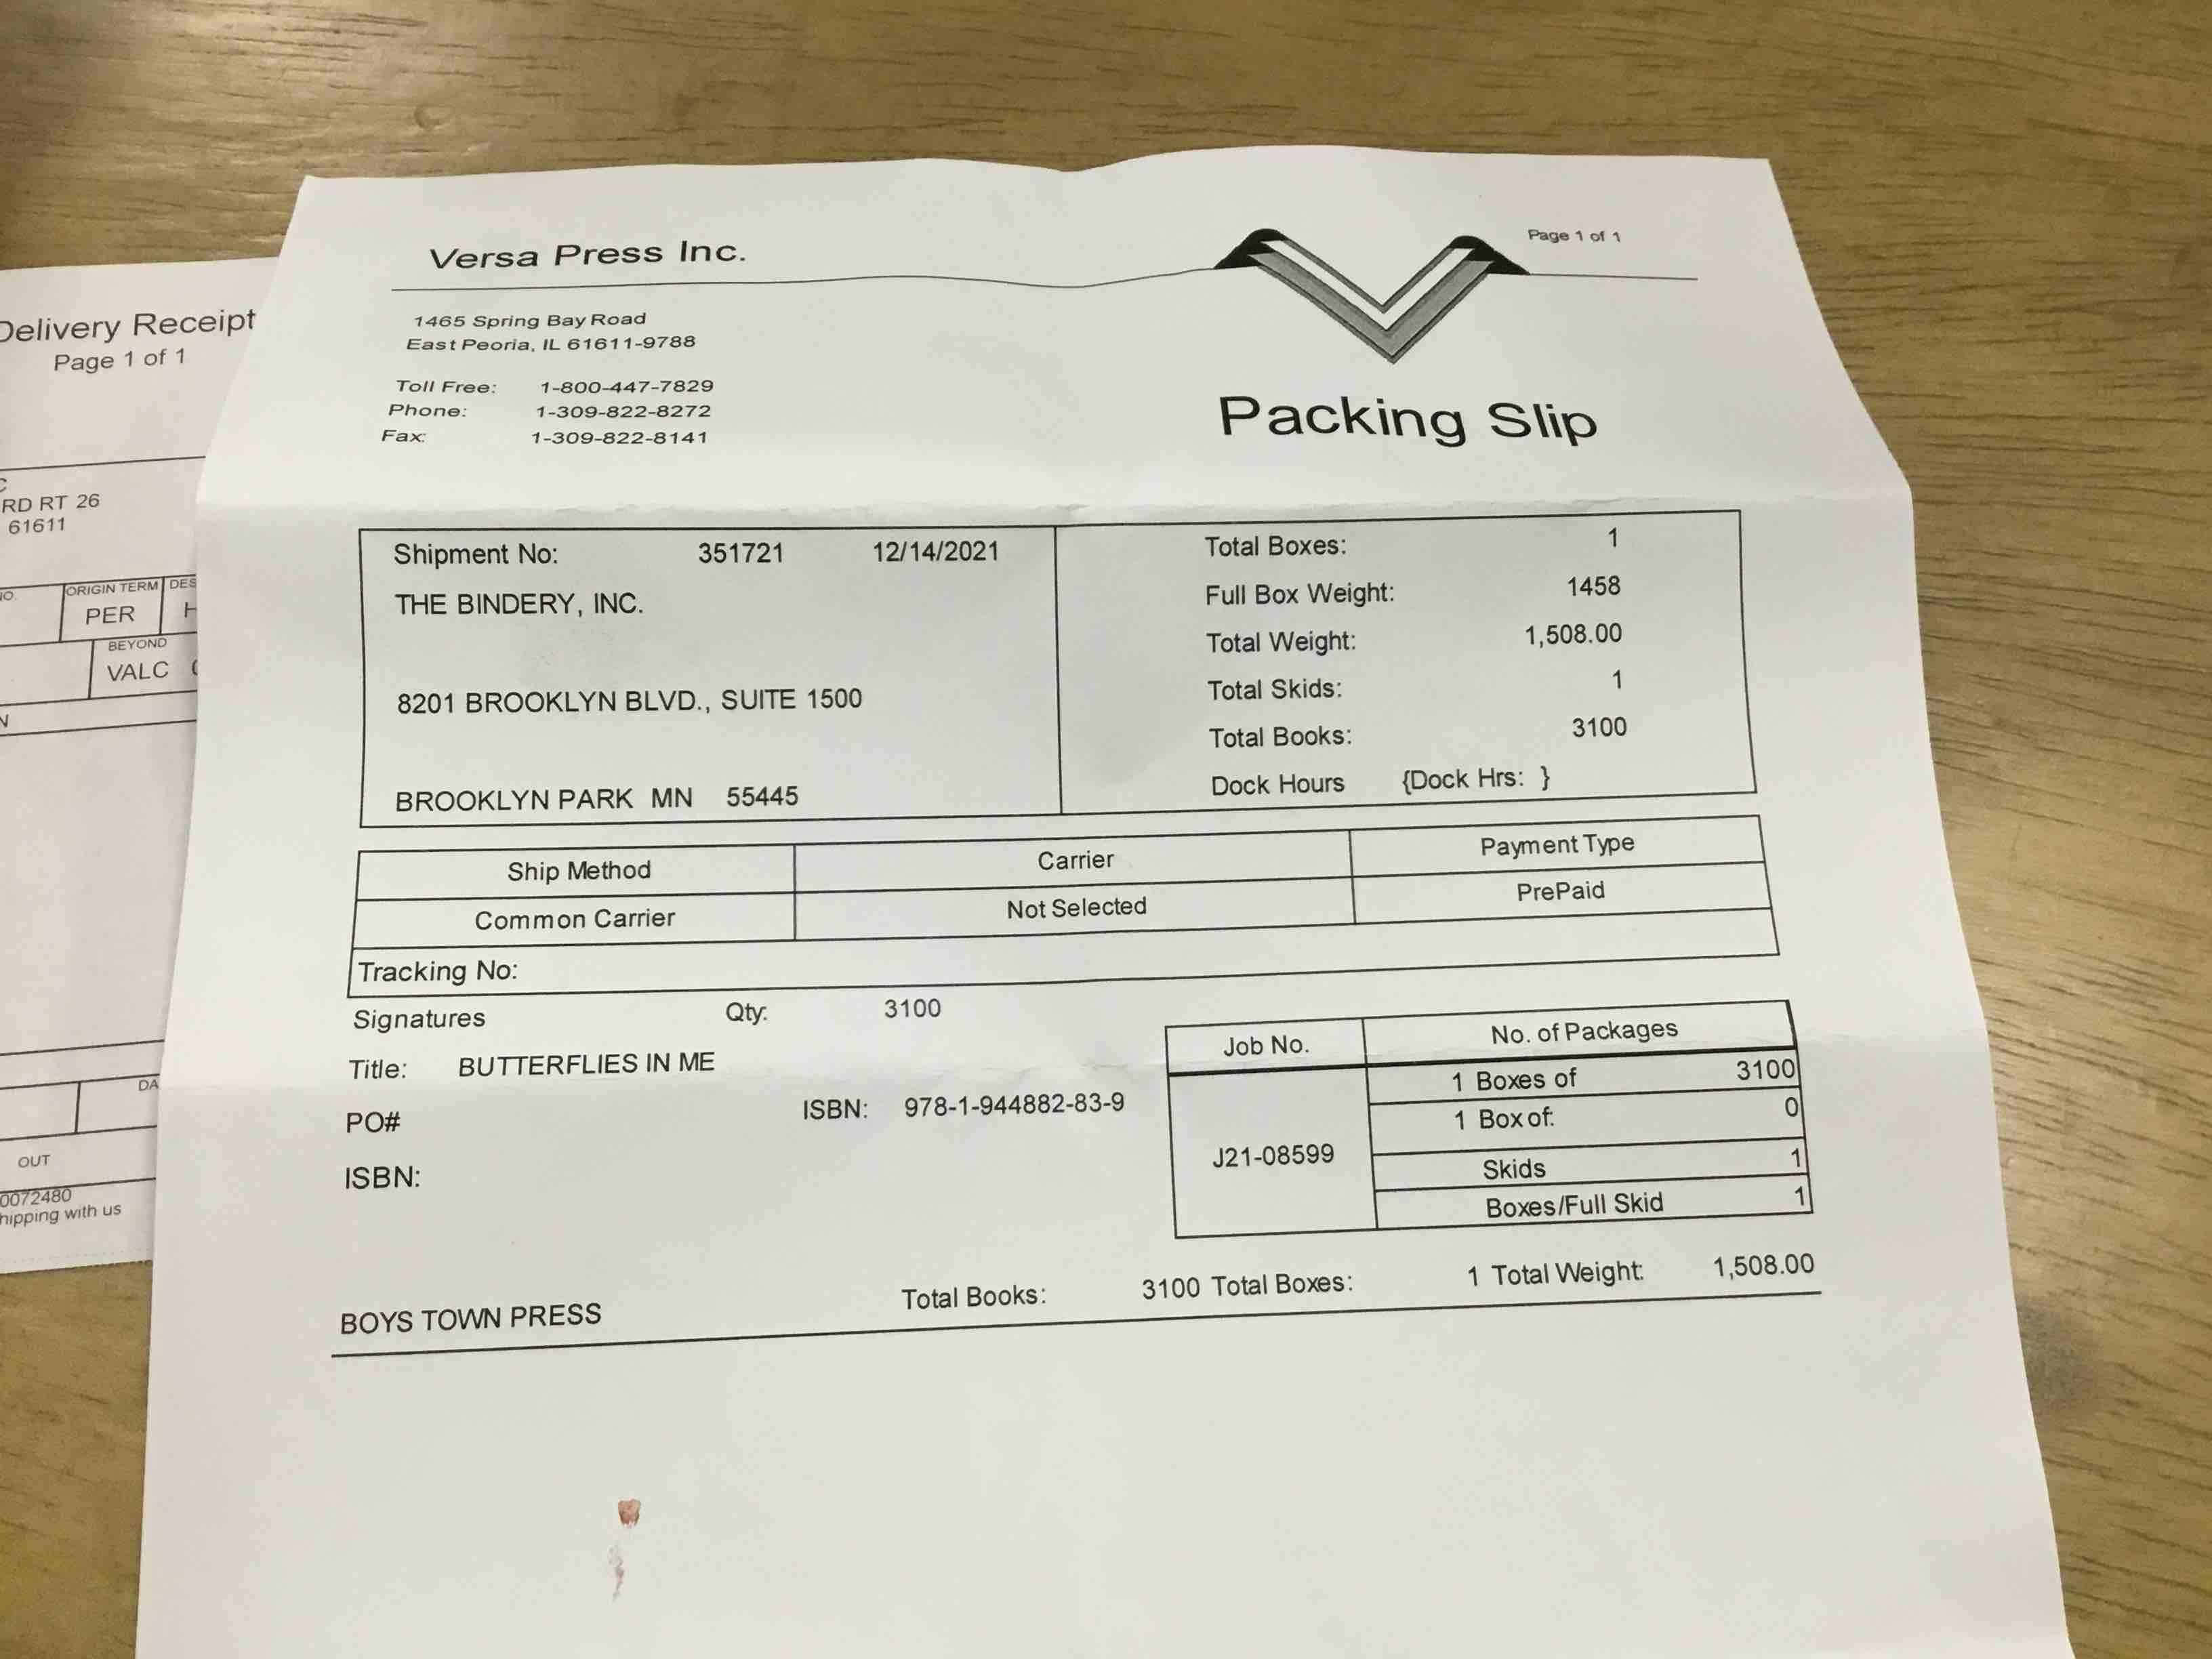 Versa Press Inc.
Page 1 of 1
1465 Spring Bay Road
East Peoria, IL 61611-9788
Toll Free: 1-800-447-7829
Phone: 1-309-822-8272
Fax: 1-309-822-8141
Packing Slip
Shipment No: 351721 12/14/2021
THE BINDERY, INC.
8201 BROOKLYN BLVD., SUITE 1500
BROOKLYN PARK MN 55445
Total Boxes: 1
Full Box Weight: 1458
Total Weight: 1,508.00
Total Skids: 1
Total Books: 3100
Dock Hours {Dock Hrs: }
Ship Method Carrier Payment Type
Common Carrier Not Selected PrePaid
Tracking No:
Signatures Qty: 3100
Title: BUTTERFLIES IN ME
PO# ISBN: 978-1-944882-83-9
ISBN:
Job No. No. of Packages
J21-08599
1 Boxes of 3100
1 Box of: 0
Skids 1
Boxes/Full Skid 1
BOYS TOWN PRESS Total Books: 3100 Total Boxes: 1 Total Weight: 1,508.00
Delivery Receipt
Page 1 of 1
RD RT 26
61611
ORIGIN TERM
PER
BEYOND
VALC
OUT
0072480
with us